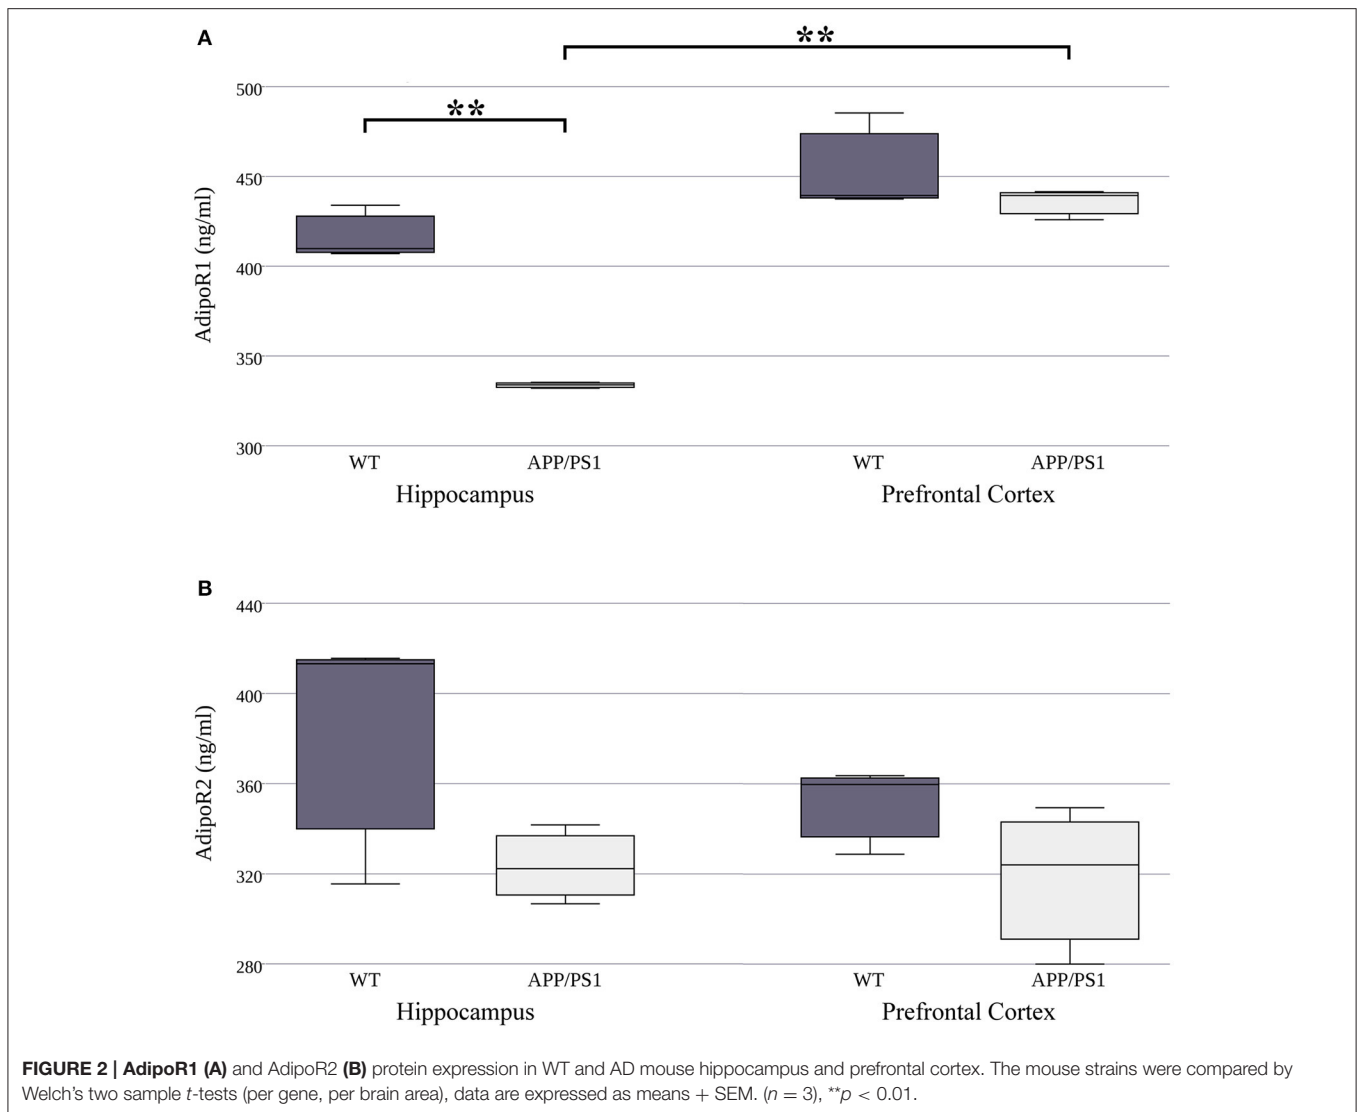 A
**
500
**
450
400
350
300
AdipoR1 (ng/ml)
WT APP/PS1 WT APP/PS1
Hippocampus Prefrontal Cortex
B
440
400
360
320
280
AdipoR2 (ng/ml)
WT APP/PS1 WT APP/PS1
Hippocampus Prefrontal Cortex
FIGURE 2 | AdipoR1 (A) and AdipoR2 (B) protein expression in WT and AD mouse hippocampus and prefrontal cortex. The mouse strains were compared by
Welch's two sample t-tests (per gene, per brain area), data are expressed as means + SEM. (n = 3), **p < 0.01.